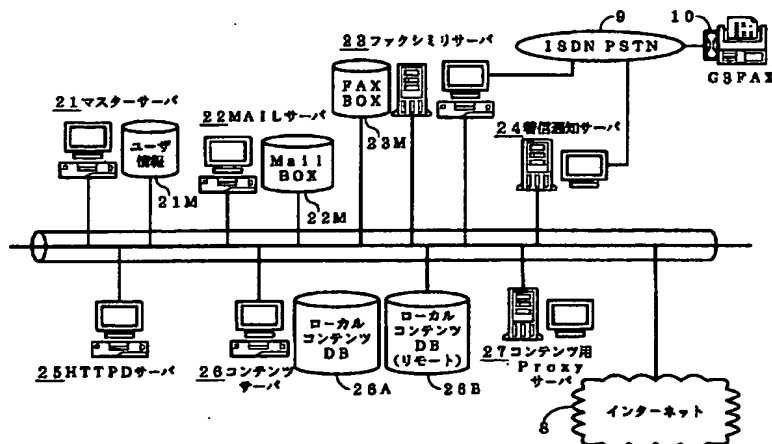 9
10
ISDN PSTN
G3FAX
23ファクシミリサーバ
FAX
BOX
23M
21マスターサーバ
22MAILサーバ
24着信通知サーバ
ユーザ
情報
21M
Mail
BOX
22M
ローカル
コンテンツ
DB
ローカル
コンテンツ
DB
(リモート)
25HTTPDサーバ
26コンテンツ
サーバ
26A
26B
27コンテンツ用
Proxy
サーバ
8
インターネット